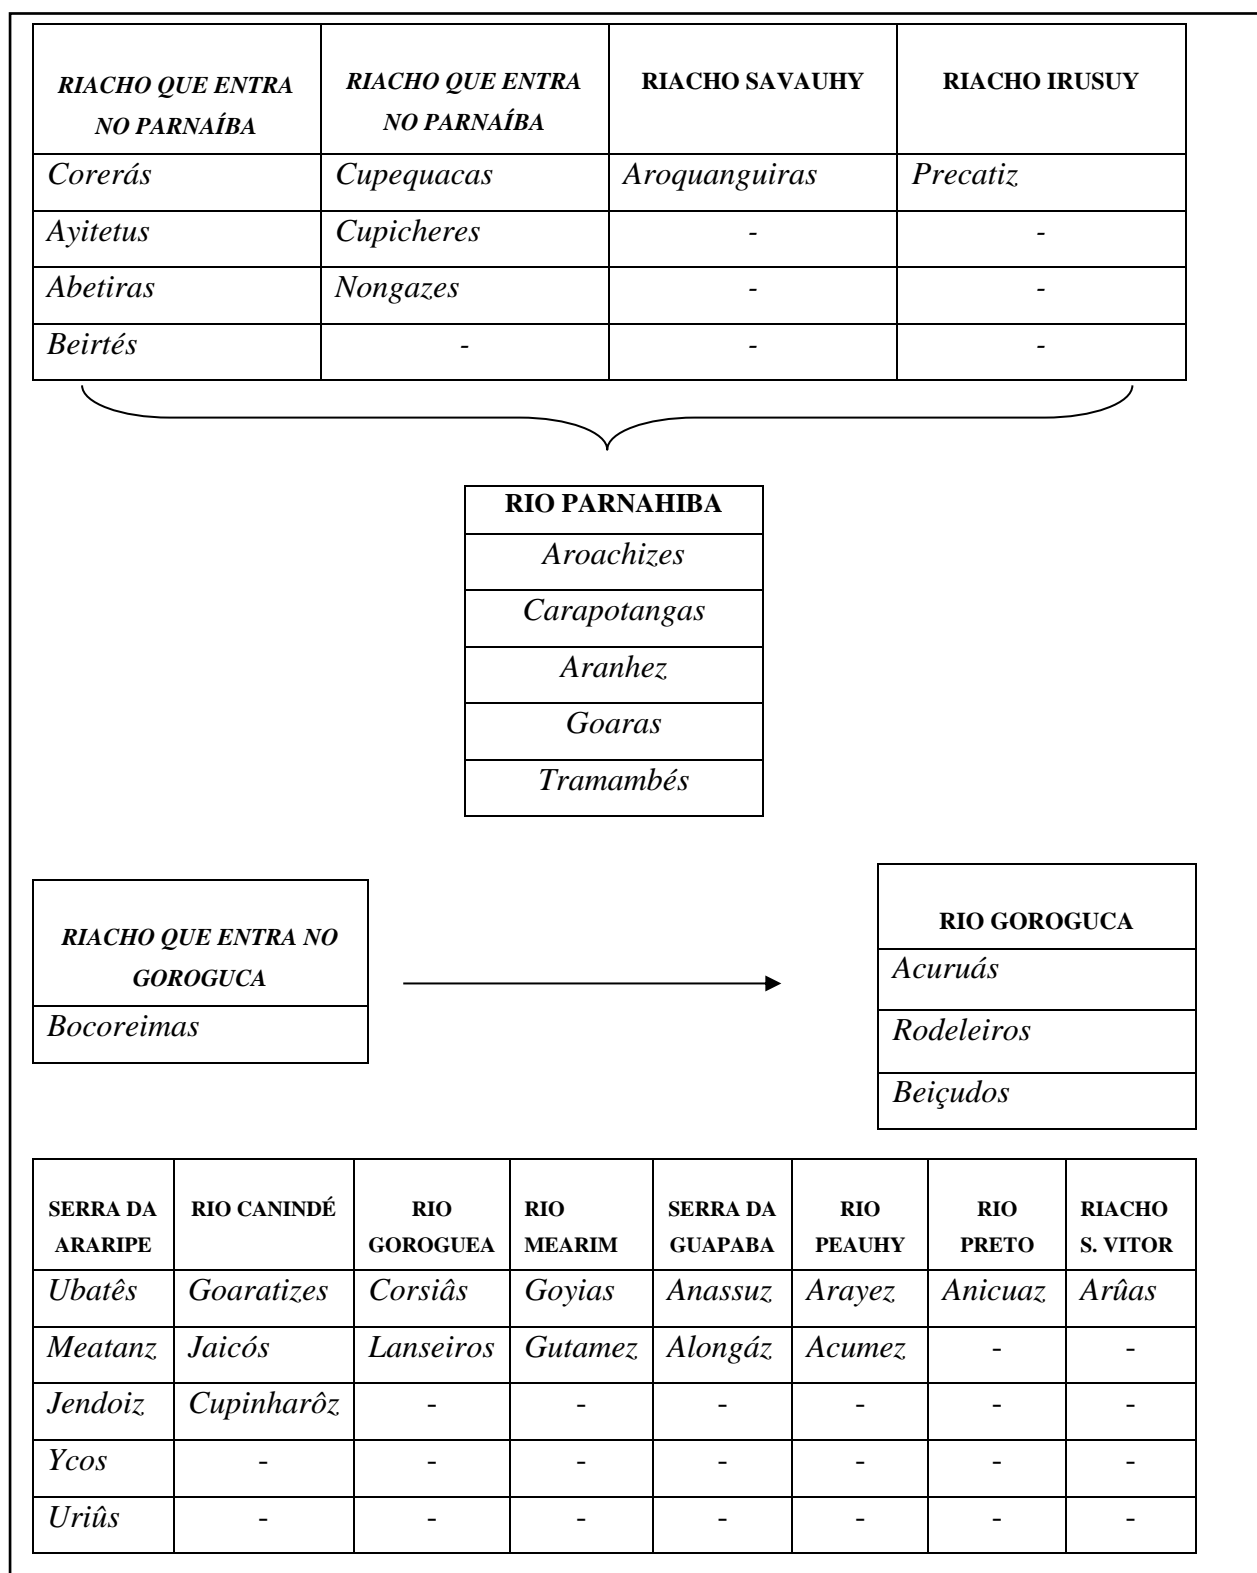 RIACHO QUE ENTRA NO PARNAÍBA RIACHO QUE ENTRA NO PARNAÍBA RIACHO SAVAUHY RIACHO IRUSUY
Corerás Cupequacas Aroquanguiras Precatiz
Ayitetus Cupicheres - -
Abetiras Nongazes - -
Beirtés - - -
RIO PARNAHIBA
Aroachizes
Carapotangas
Aranhez
Goaras
Tramambés
RIACHO QUE ENTRA NO
GOROGUCA
Bocoreimas
RIO GOROGUCA
Acuruás
Rodeleiros
Beiçudos
SERRA DA ARARIPE RIO CANINDÉ RIO GOROGUEA RIO MEARIM SERRA DA GUAPABA RIO PEAUHY RIO PRETO RIACHO S. VITOR
Ubatês Goaratizes Corsiâs Goyias Anassuz Arayez Anicuaz Arûas
Meatanz Jaicós Lanseiros Gutamez Alongáz Acumez - -
Jendoiz Cupinharôz - - - - - -
Ycos - - - - - - -
Uriûs - - - - - - -